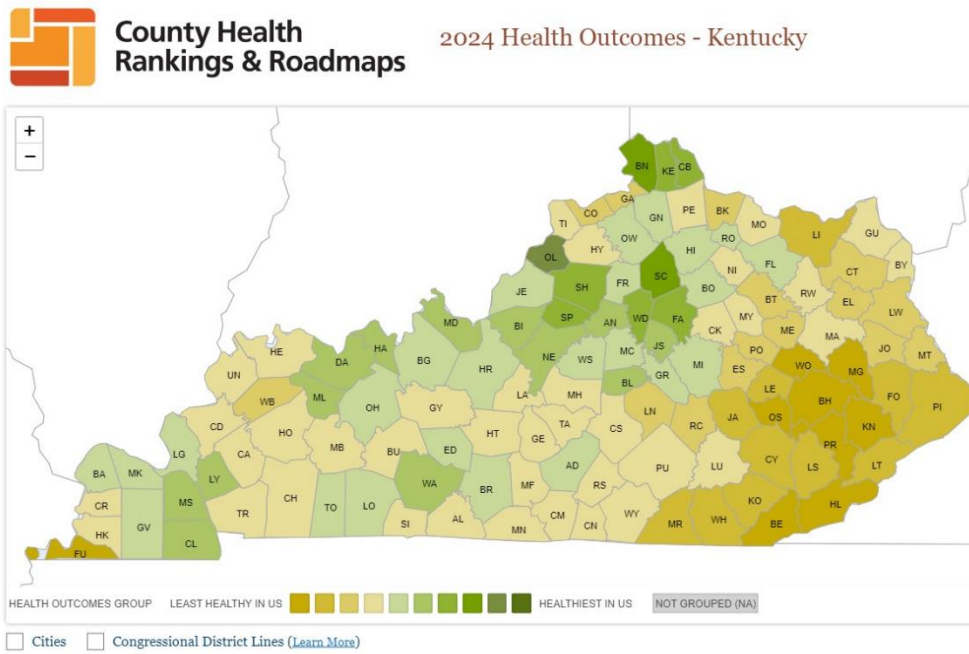 County Health
Rankings & Roadmaps
2024 Health Outcomes - Kentucky
+
−
BN KE CB
GA
TI CO GN PE BK MO
LI GU
OW RO
HY HI
OL FL CT BY
NI
SH FR SC
JE BO RW
BT EL
SP WD FA LW
MD BI AN MY
CK ME
HE HA JS MA
DA BG NE WS MC PO JO
UN HR MI WO MT
GR ES MG
BL LE
WB ML LA MH FO
OH GY BH PI
LN JA OS
CD HO TA RC KN
HT CS
MB GE PR
LG BU ED
CA CY LS LT
BA MK AD PU LU
LY WA
MS BR MF RS
CR CH KO
TR TO LO HL
GV CM WY
HK SI AL MN CN MR WH BE
CL
FU
HEALTH OUTCOMES GROUP LEAST HEALTHY IN US HEALTHIEST IN US NOT GROUPED (NA)
Cities Congressional District Lines (Learn More)